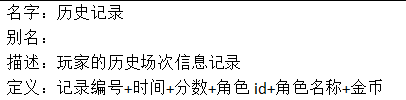 名字：历史记录
别名：
描述：玩家的历史场次信息记录
定义：记录编号+时间+分数+角色 id+角色名称+金币